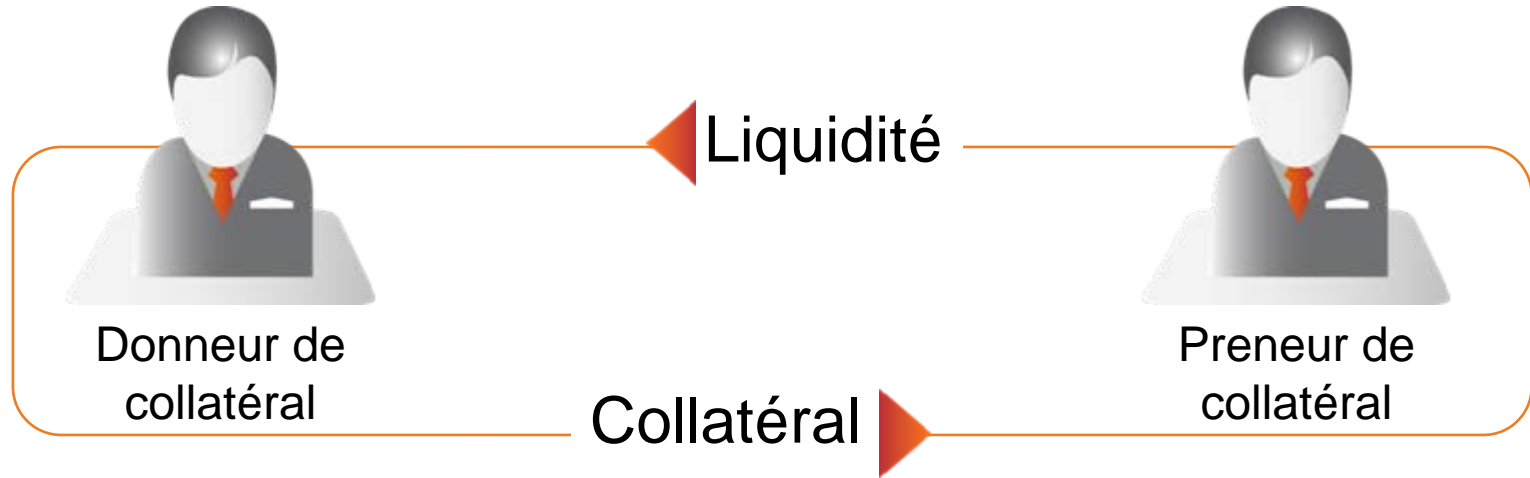 Liquidité
Donneur de
collatéral
Preneur de
collatéral
Collatéral